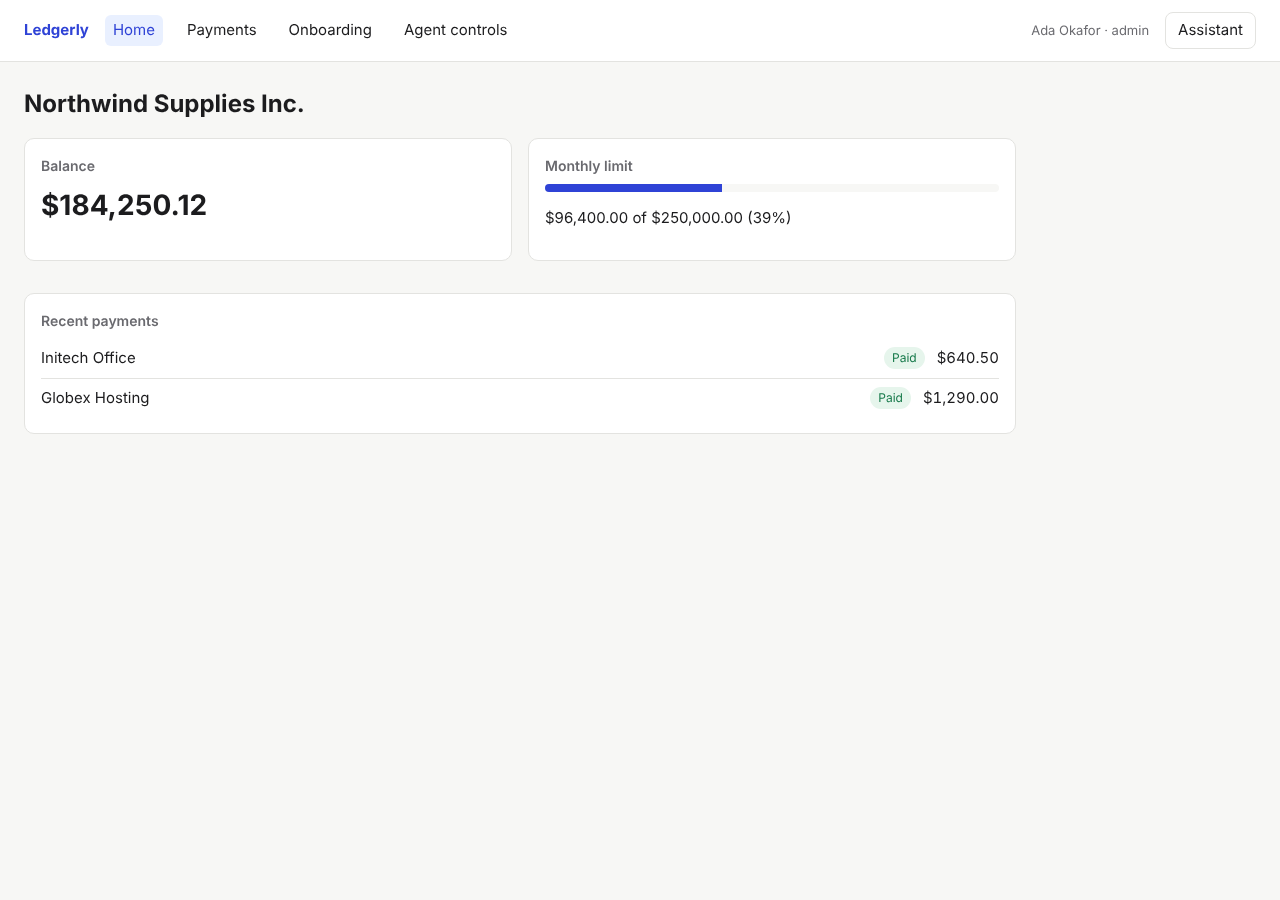 Ledgerly Home Payments Onboarding Agent controls Ada Okafor · admin Assistant
Northwind Supplies Inc.
Balance
$184,250.12
Monthly limit
$96,400.00 of $250,000.00 (39%)
Recent payments
Initech Office Paid $640.50
Globex Hosting Paid $1,290.00